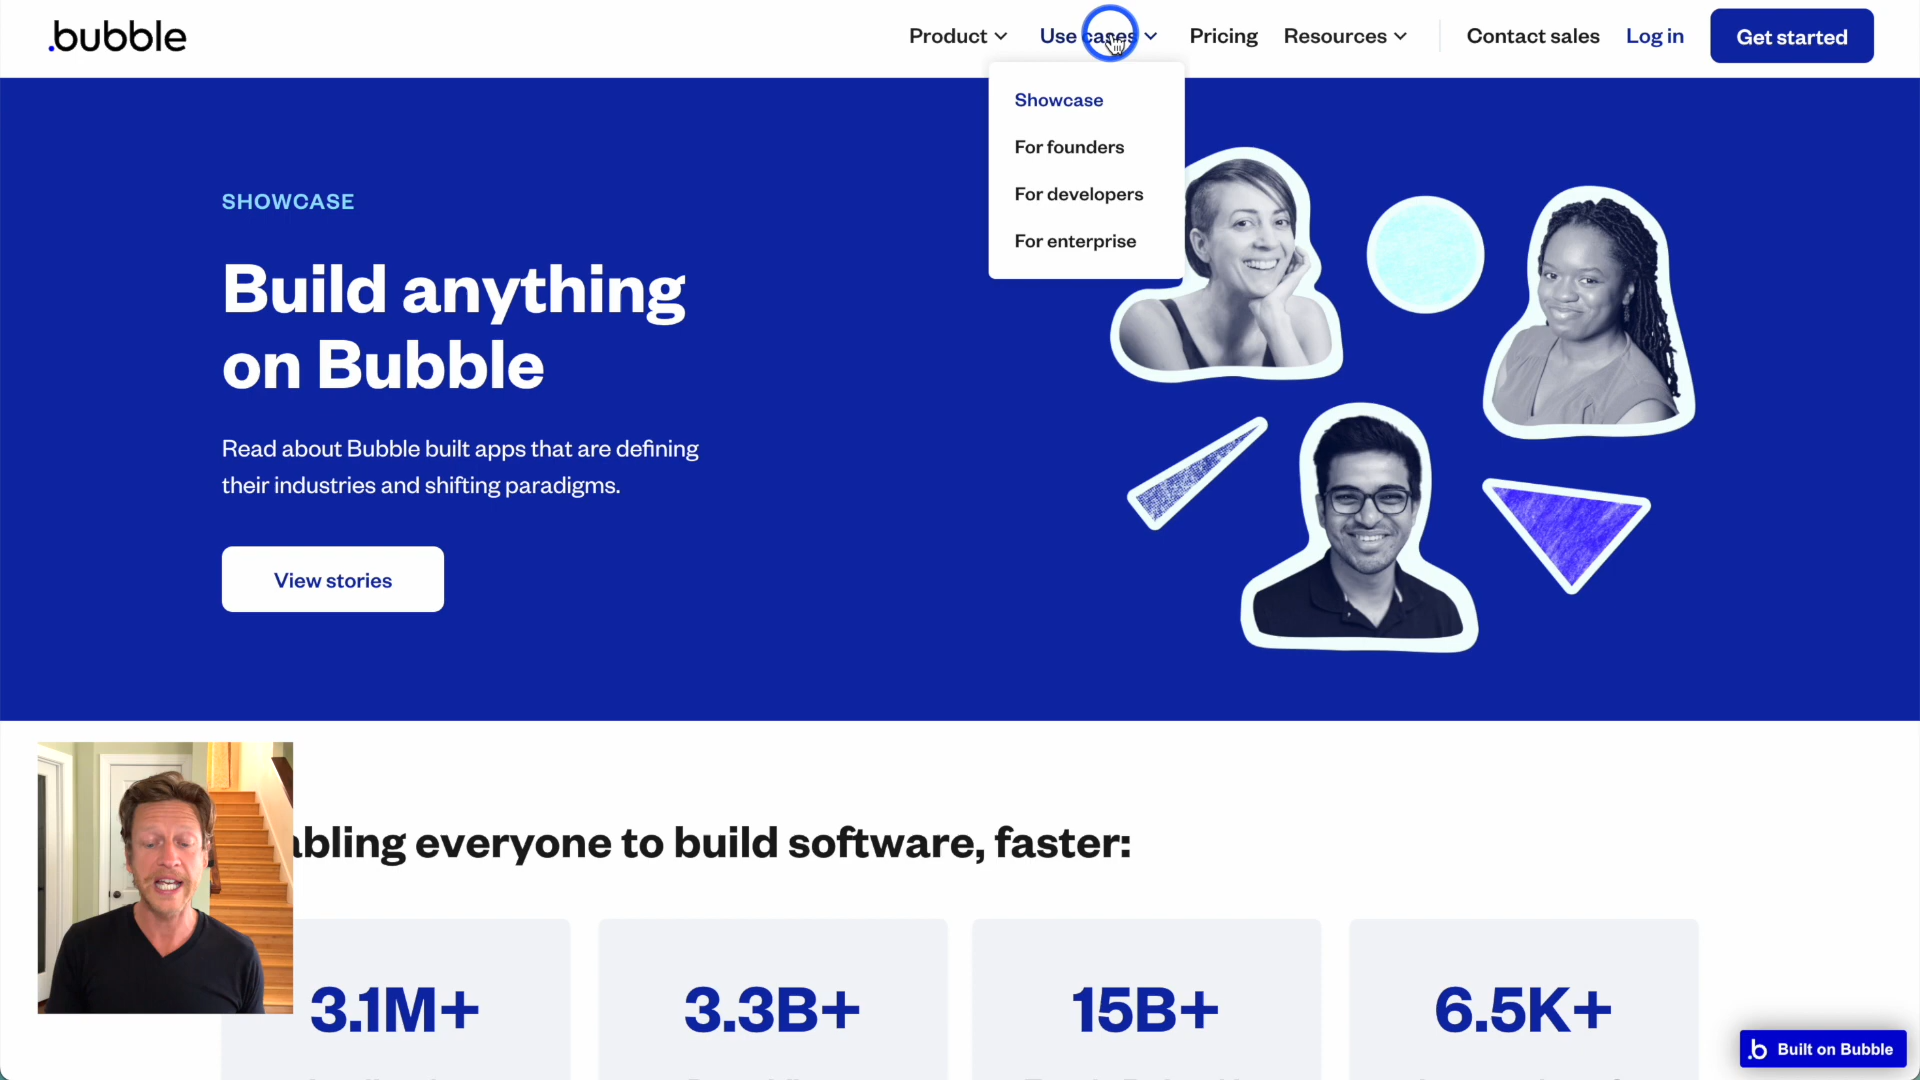 .bubble
Product
Use cases
Pricing
Resources
Contact sales
Log in
Get started
Showcase
For founders
For developers
For enterprise
SHOWCASE
Build anything
on Bubble
Read about Bubble built apps that are defining
their industries and shifting paradigms.
View stories
abling everyone to build software, faster:
3.1M+
3.3B+
15B+
6.5K+
.b Built on Bubble